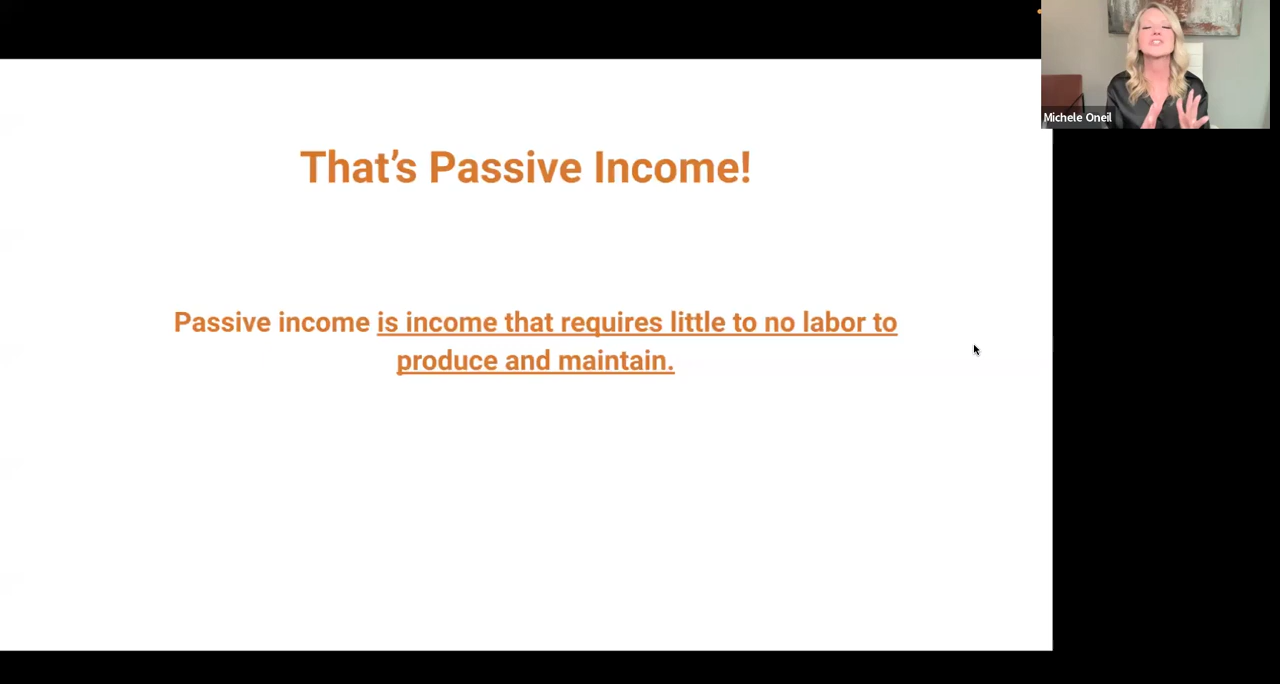 Michele Oneil
That’s Passive Income!
Passive income is income that requires little to no labor to
produce and maintain.